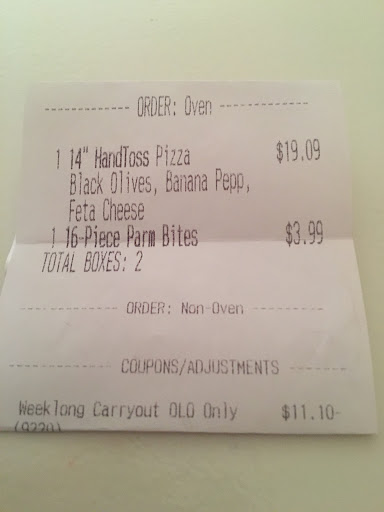 ------------ ORDER: Oven -------------
1 14" HandToss Pizza $19.09
Black Olives, Banana Pepp,
Feta Cheese
1 16-Piece Parm Bites $3.99
TOTAL BOXES: 2
------------ ORDER: Non-Oven ----------
------------ COUPONS/ADJUSTMENTS ---------
Weeklong Carryout OLO Only $11.10-
(9220)